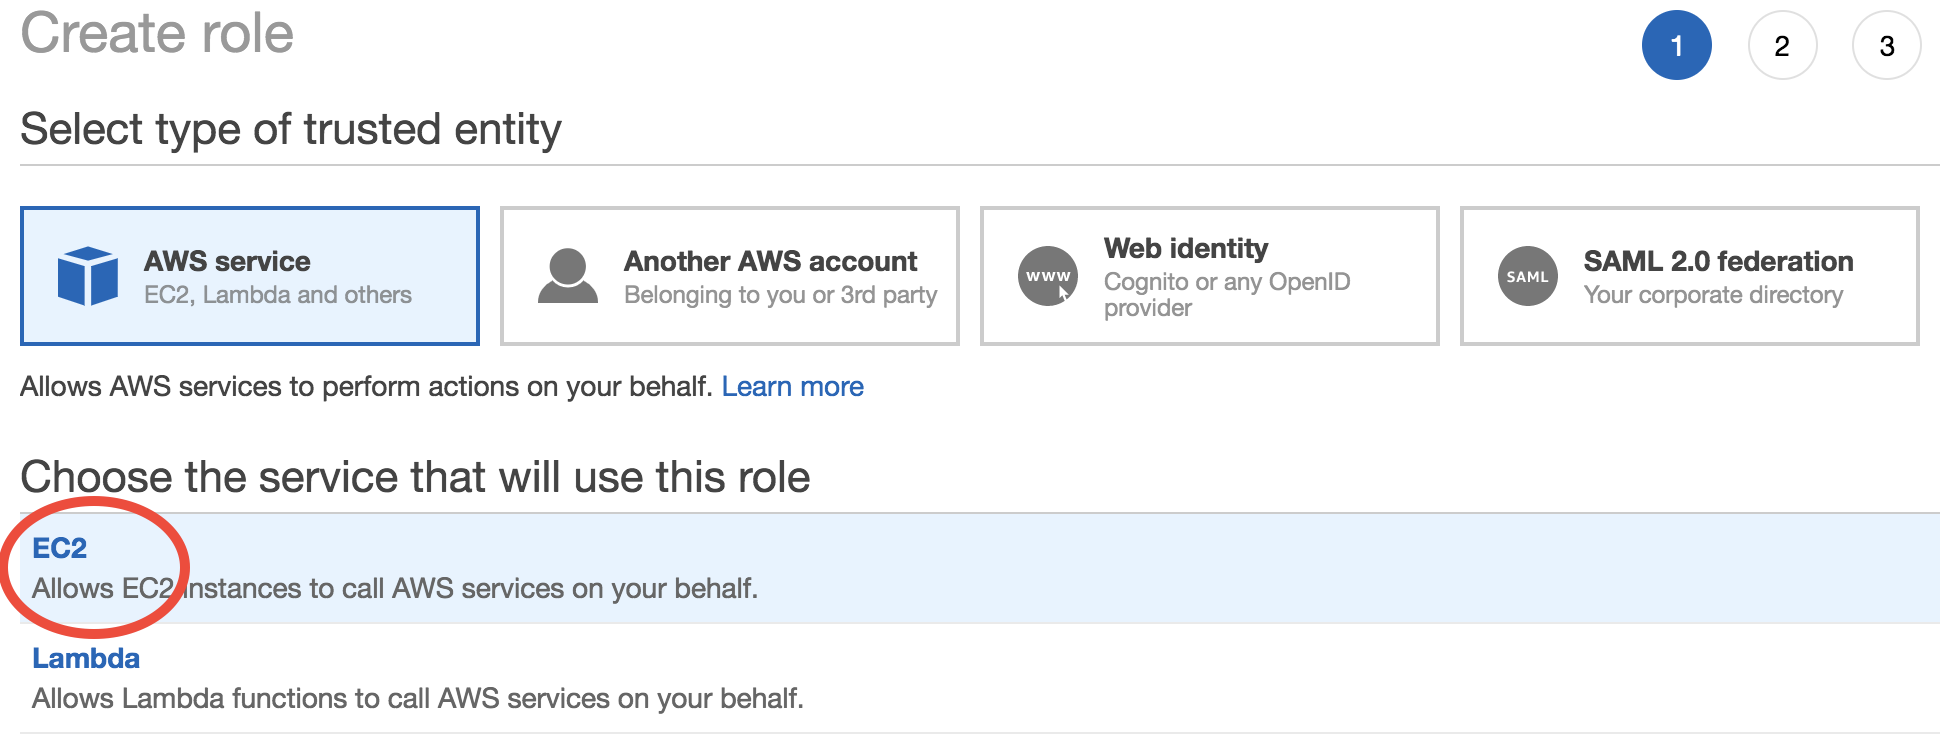 Create role
1 2 3
Select type of trusted entity
AWS service
EC2, Lambda and others
Another AWS account
Belonging to you or 3rd party
www
Web identity
Cognito or any OpenID
provider
SAML
SAML 2.0 federation
Your corporate directory
Allows AWS services to perform actions on your behalf. Learn more
Choose the service that will use this role
EC2
Allows EC2 instances to call AWS services on your behalf.
Lambda
Allows Lambda functions to call AWS services on your behalf.